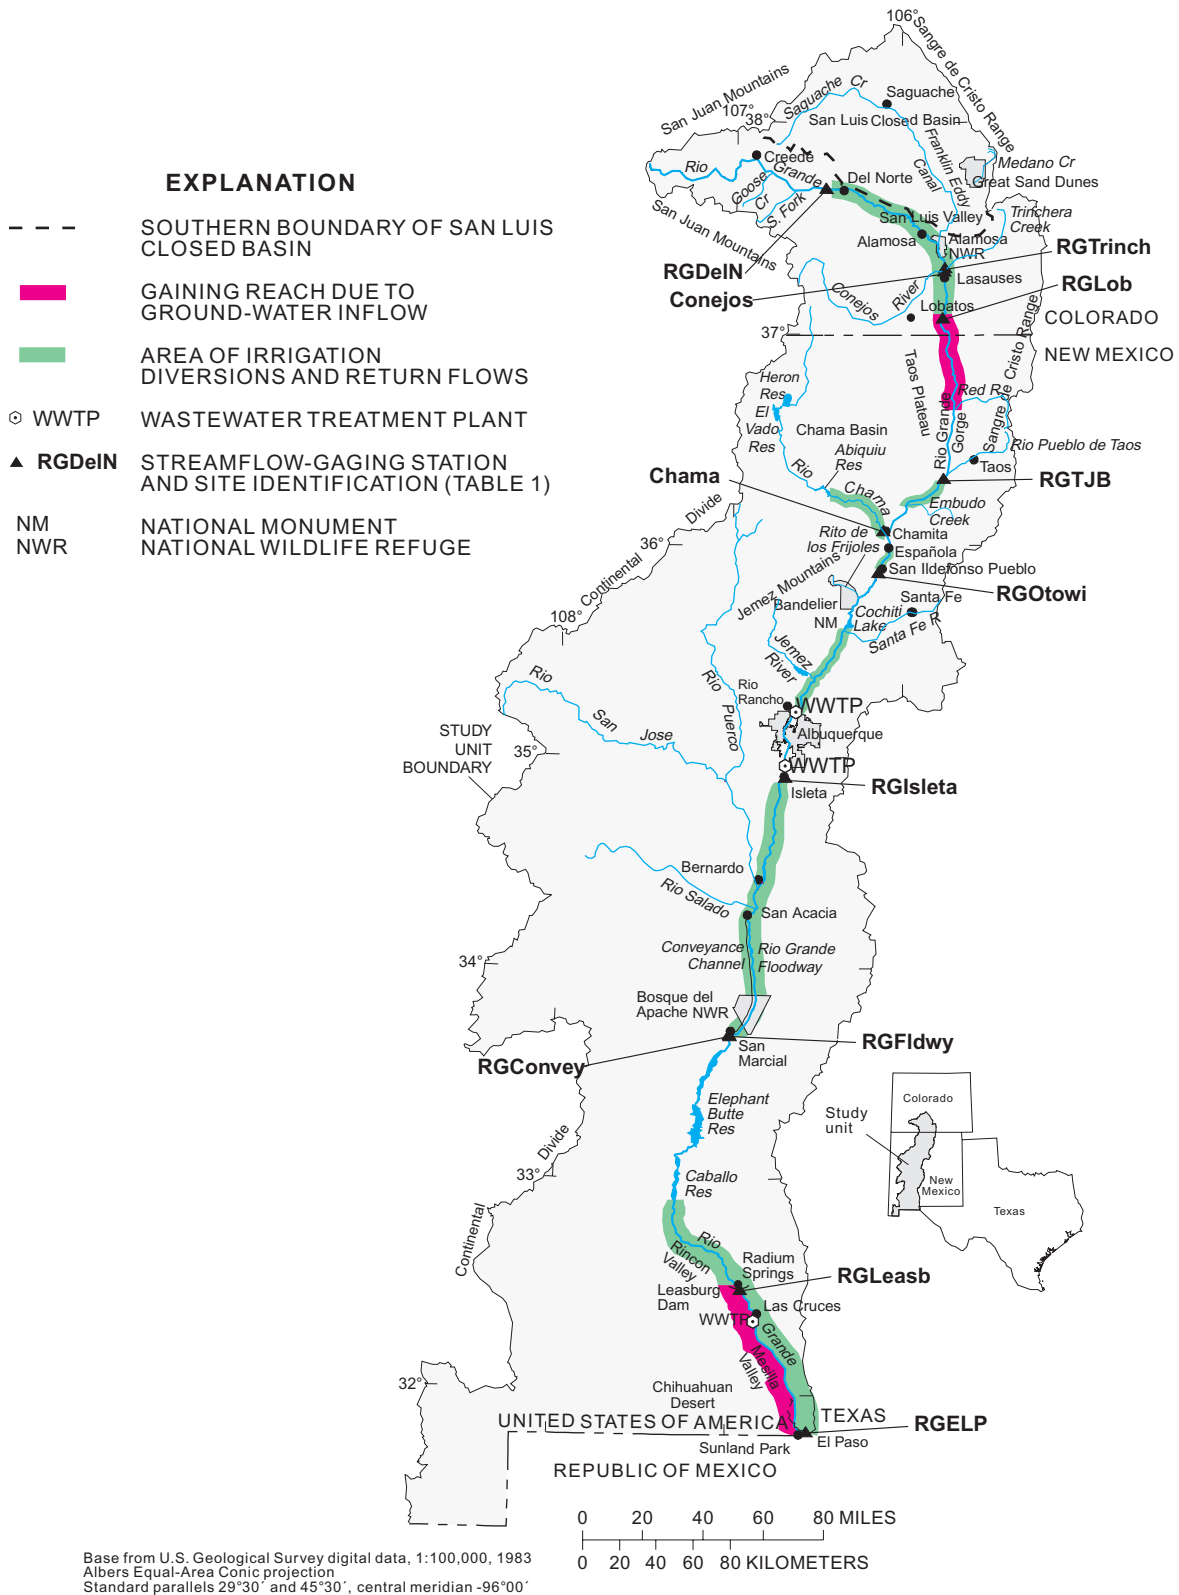 EXPLANATION
SOUTHERN BOUNDARY OF SAN LUIS
CLOSED BASIN
GAINING REACH DUE TO
GROUND-WATER INFLOW
AREA OF IRRIGATION
DIVERSIONS AND RETURN FLOWS
WWTP WASTEWATER TREATMENT PLANT
RGDelN STREAMFLOW-GAGING STATION
AND SITE IDENTIFICATION (TABLE 1)
NM NATIONAL MONUMENT
NWR NATIONAL WILDLIFE REFUGE
106°
Sangre de Cristo Range
San Juan Mountains
107°
38°
Saguache Cr
Saguache
San Luis Closed Basin
Franklin Eddy
Canal
Medano Cr
Great Sand Dunes
Creede
Rio
Grande
Goose
Cr
S. Fork
Del Norte
San Juan Mountains
San Luis Valley
Trinchera
Creek
Alamosa
Alamosa
NWR
RGTrinch
RGDelN
Conejos
Lasauses
RGLob
Conejos
River
Lobatos
COLORADO
37°
NEW MEXICO
Sangre de Cristo Range
Taos Plateau
Heron
Res
El
Vado
Res
Red R
Rio Grande
Gorge
Chama Basin
Abiquiu
Res
Rio Pueblo de Taos
Taos
Chama
Rio
Chama
RGTJB
Embudo
Creek
Divide
Continental
36°
Chamita
Rito de
los Frijoles
Española
San Ildefonso Pueblo
RGOtowi
Jemez Mountains
Bandelier
NM
Santa Fe
Cochiti
Lake
Santa Fe R
108°
Jemez
River
Rio
San
Jose
Rio
Puerco
Rio
Rancho
WWTP
Albuquerque
STUDY
UNIT
BOUNDARY
35°
WWTP
Isleta
RGIsleta
Bernardo
Rio Salado
San Acacia
Conveyance
Channel
Rio Grande
Floodway
34°
Bosque del
Apache NWR
San
Marcial
RGFldwy
RGConvey
Elephant
Butte
Res
Divide
33°
Caballo
Res
Continental
Study
unit
Colorado
New
Mexico
Texas
Rio
Rincon
Valley
Radium
Springs
RGLeasb
Leasburg
Dam
Las Cruces
WWTP
Grande
Mesilla
Valley
32°
Chihuahuan
Desert
UNITED STATES OF AMERICA
TEXAS
RGELP
Sunland Park
El Paso
REPUBLIC OF MEXICO
0 20 40 60 80 MILES
0 20 40 60 80 KILOMETERS
Base from U.S. Geological Survey digital data, 1:100,000, 1983
Albers Equal-Area Conic projection
Standard parallels 29°30´ and 45°30´, central meridian -96°00´